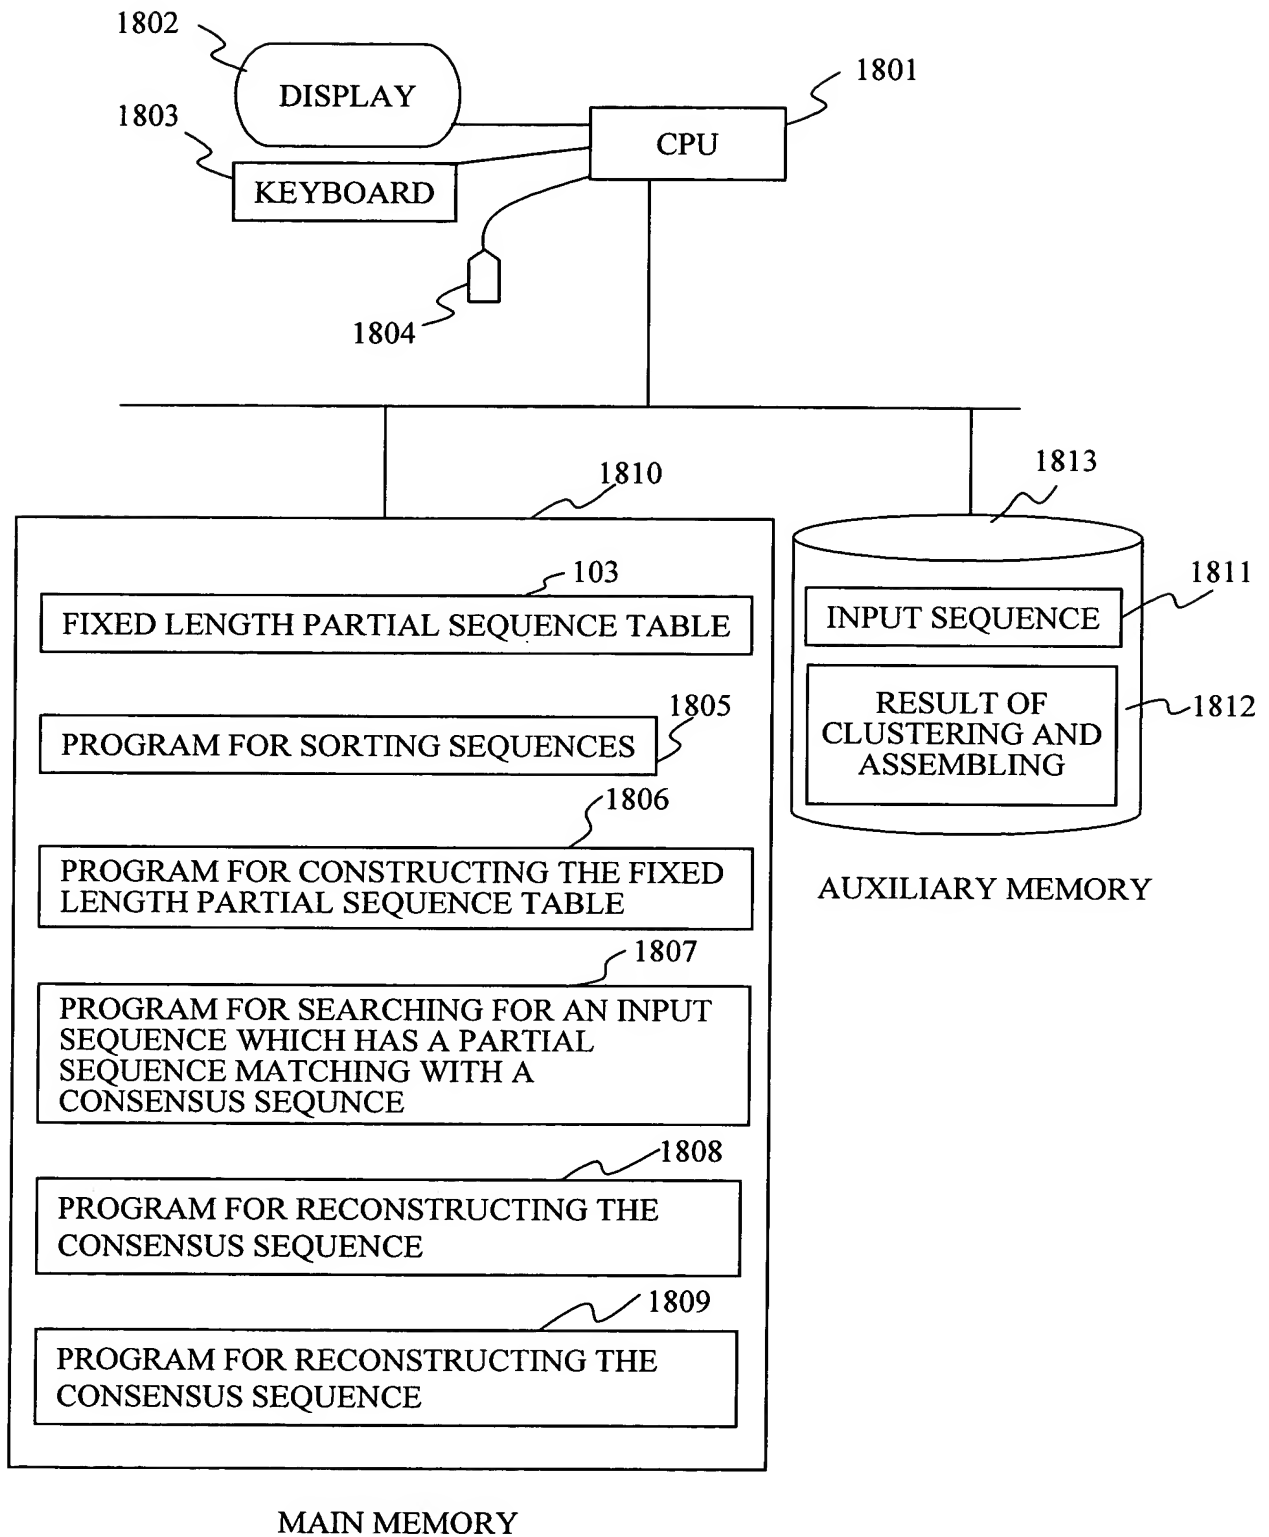 1802
DISPLAY
1801
CPU
1803
KEYBOARD
1804
1810
1813
103
FIXED LENGTH PARTIAL SEQUENCE TABLE
1811
INPUT SEQUENCE
1805
PROGRAM FOR SORTING SEQUENCES
RESULT OF
CLUSTERING AND
ASSEMBLING
1812
1806
PROGRAM FOR CONSTRUCTING THE FIXED
LENGTH PARTIAL SEQUENCE TABLE
AUXILIARY MEMORY
1807
PROGRAM FOR SEARCHING FOR AN INPUT
SEQUENCE WHICH HAS A PARTIAL
SEQUENCE MATCHING WITH A
CONSENSUS SEQUNCE
1808
PROGRAM FOR RECONSTRUCTING THE
CONSENSUS SEQUENCE
1809
PROGRAM FOR RECONSTRUCTING THE
CONSENSUS SEQUENCE
MAIN MEMORY